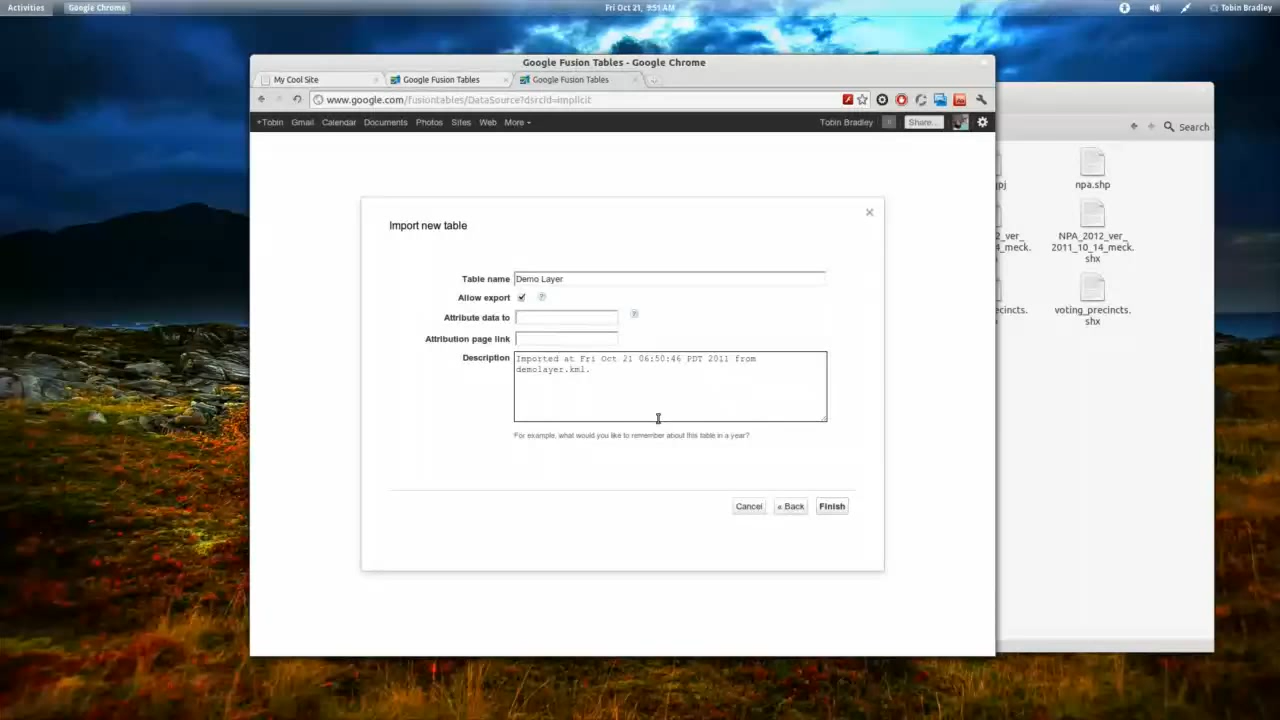 Activities
Google Chrome
Fri Oct 21, 9:51 AM
Tobin Bradley
Google Fusion Tables - Google Chrome
My Cool Site
Google Fusion Tables
Google Fusion Tables
www.google.com/fusiontables/DataSource?dsrcid=implicit
+Tobin Gmail Calendar Documents Photos Sites Web More
Tobin Bradley
Share...
Search
Import new table
Table name Demo Layer
Allow export
Attribute data to
Attribution page link
Description Imported at Fri Oct 21 06:50:46 PDT 2011 from
demolayer.kml.
For example, what would you like to remember about this table in a year?
Cancel
« Back
Finish
npa.shp
NPA_2012_ver_
2011_10_14_meck.
shx
voting_precincts.
shx